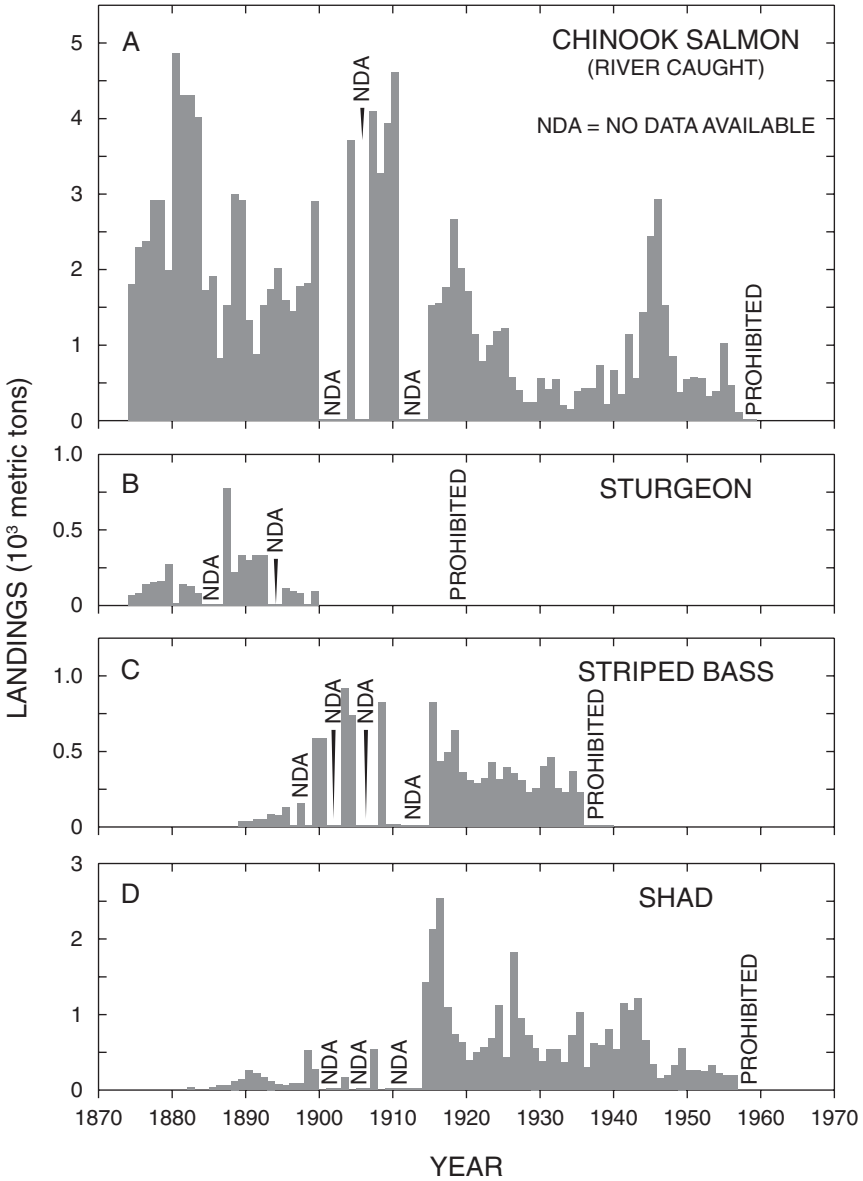 A
CHINOOK SALMON
(RIVER CAUGHT)
NDA = NO DATA AVAILABLE
NDA
NDA
NDA
PROHIBITED
5
4
3
2
1
0
B
STURGEON
NDA
NDA
PROHIBITED
1.0
0.5
0
C
STRIPED BASS
NDA
NDA
NDA
NDA
PROHIBITED
1.0
0.5
0
D
SHAD
NDA
NDA
NDA
PROHIBITED
3
2
1
0
1870 1880 1890 1900 1910 1920 1930 1940 1950 1960 1970
YEAR
LANDINGS (10³ metric tons)